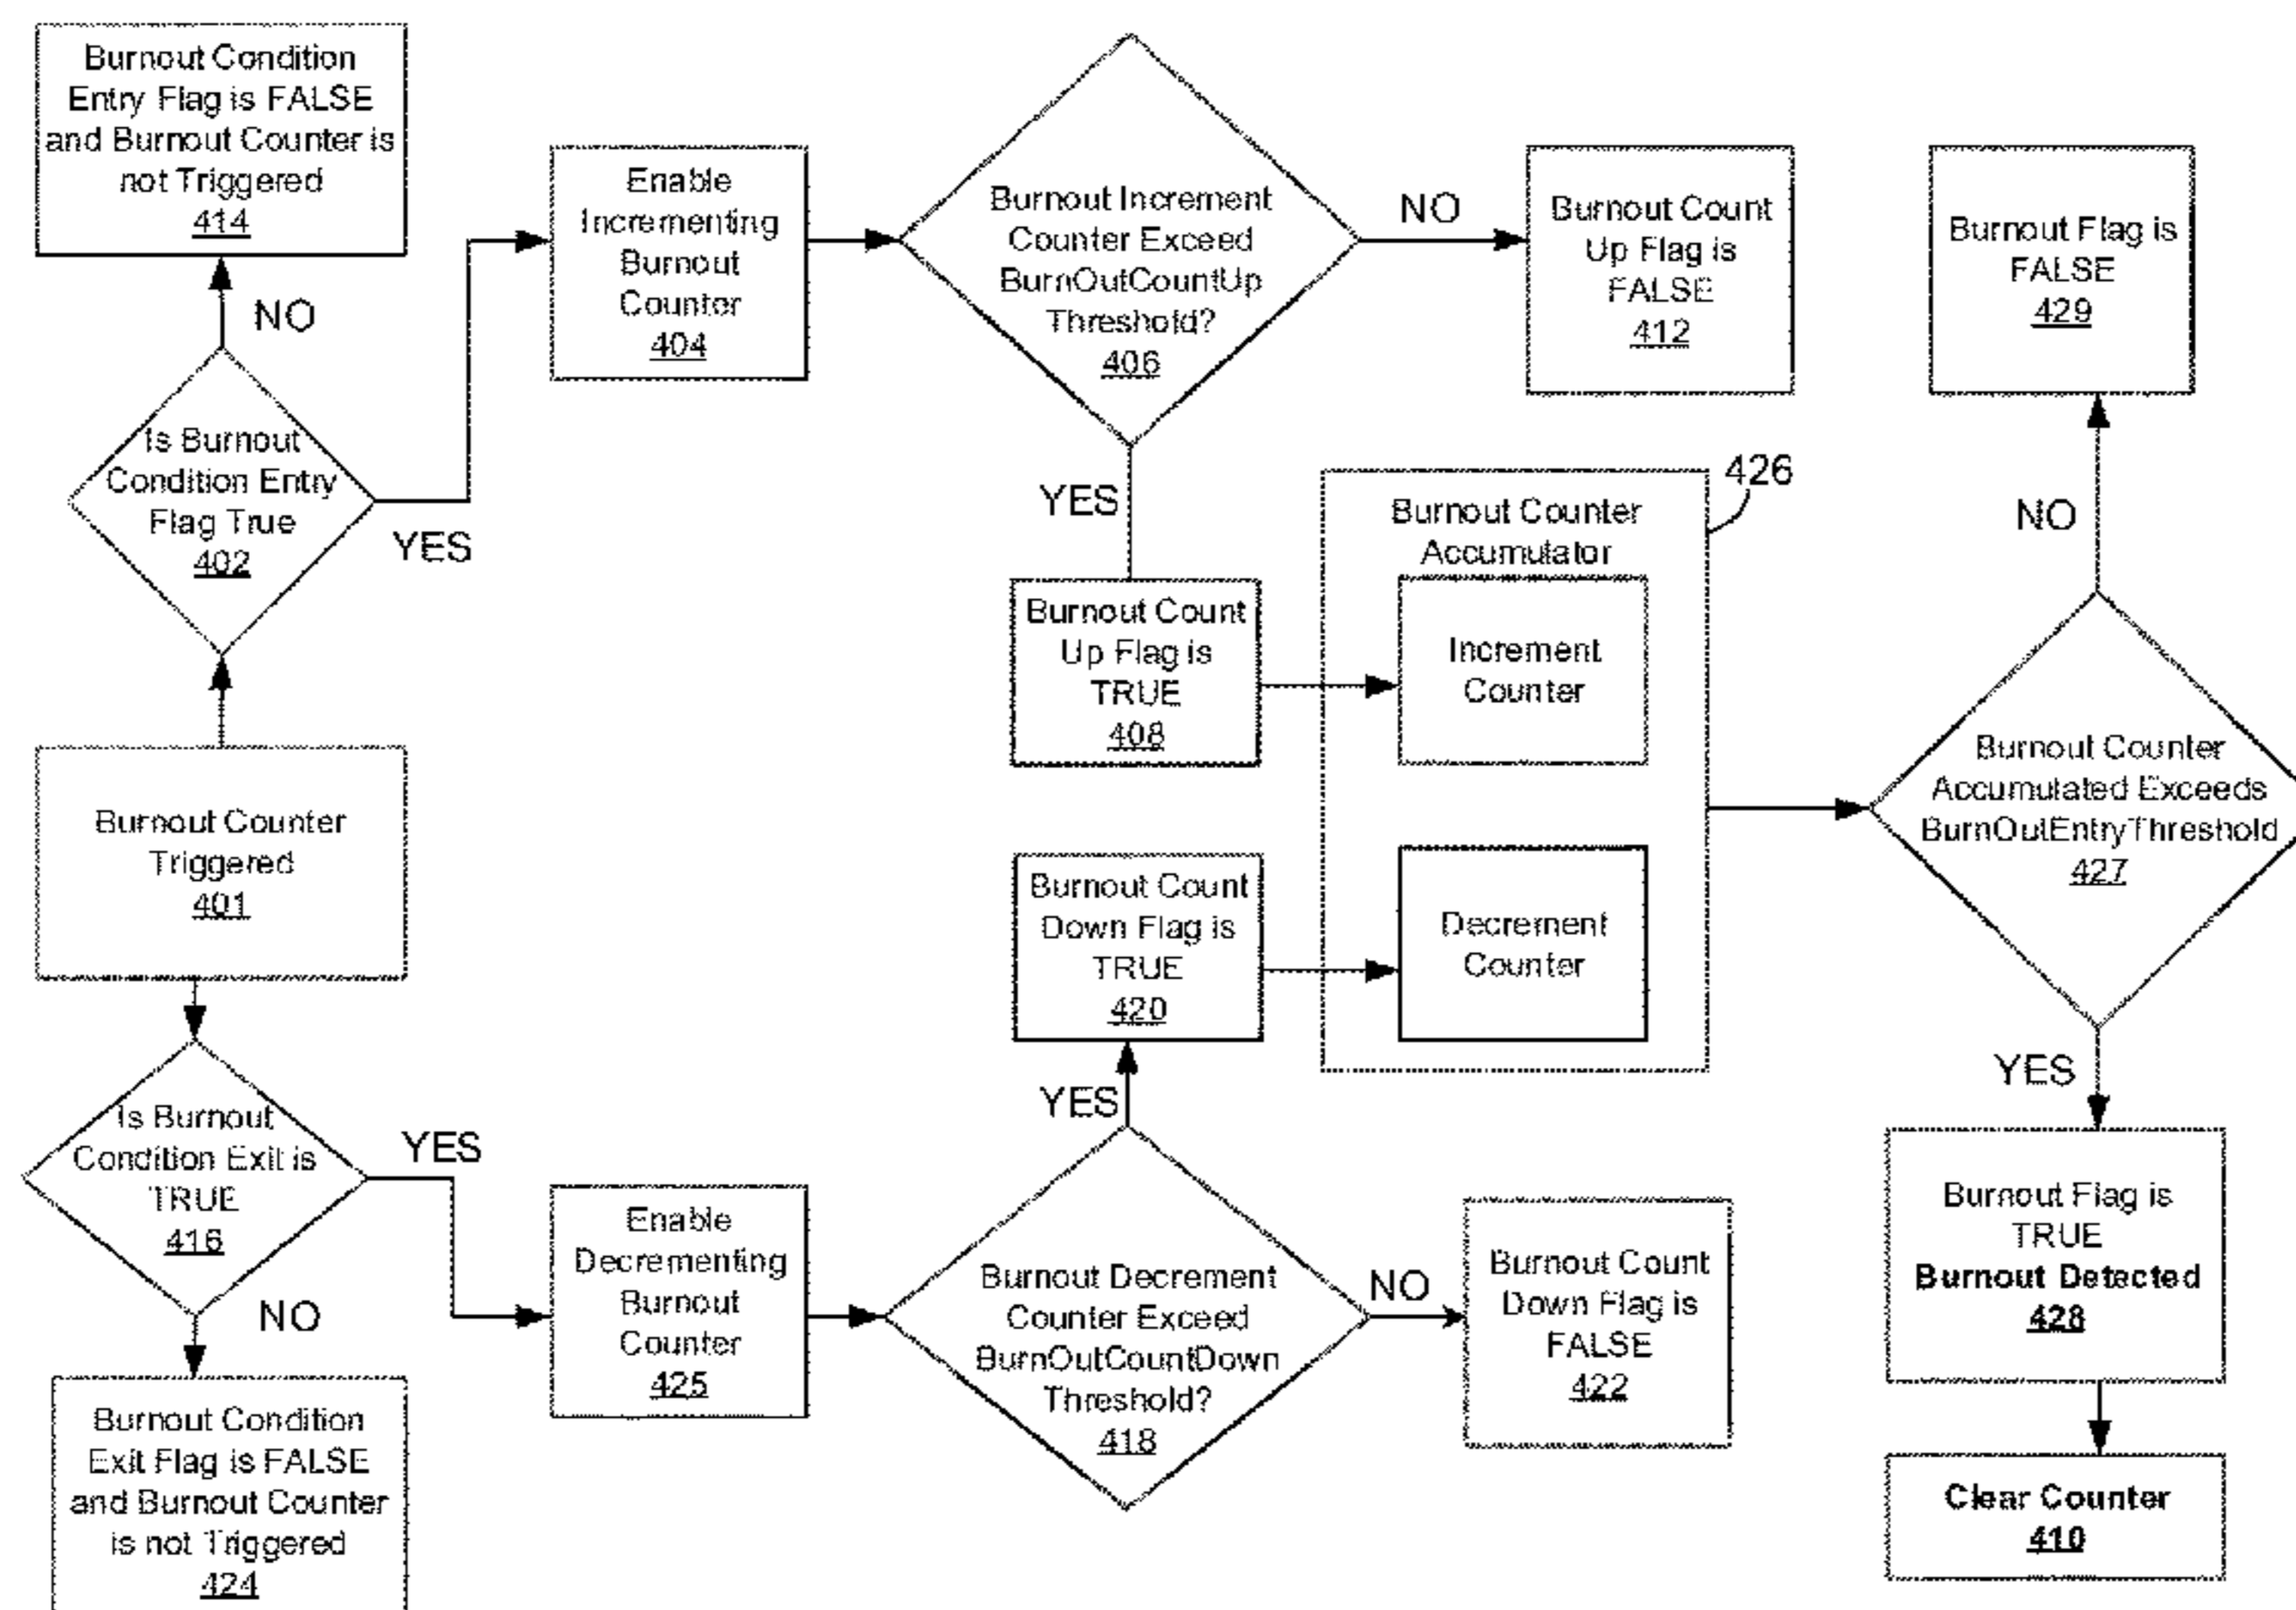 Burnout Condition
Entry Flag is FALSE
and Burnout Counter is
not Triggered
414
NO
Is Burnout
Condition Entry
Flag True
402
YES
Burnout Counter
Triggered
401
Is Burnout
Condition Exit is
TRUE
416
YES
NO
Burnout Condition
Exit Flag is FALSE
and Burnout Counter
is not Triggered
424
Enable
Incrementing
Burnout
Counter
404
Burnout Increment
Counter Exceed
BurnOutCountUp
Threshold?
406
NO
Burnout Count
Up Flag is
FALSE
412
YES
Burnout Count
Up Flag is
TRUE
408
426
Burnout Counter
Accumulator
Increment
Counter
Decrement
Counter
Burnout Count
Down Flag is
TRUE
420
YES
Enable
Decrementing
Burnout
Counter
425
Burnout Decrement
Counter Exceed
BurnOutCountDown
Threshold?
418
NO
Burnout Count
Down Flag is
FALSE
422
Burnout Flag is
FALSE
429
NO
Burnout Counter
Accumulated Exceeds
BurnOutEntryThreshold
427
YES
Burnout Flag is
TRUE
Burnout Detected
428
Clear Counter
410